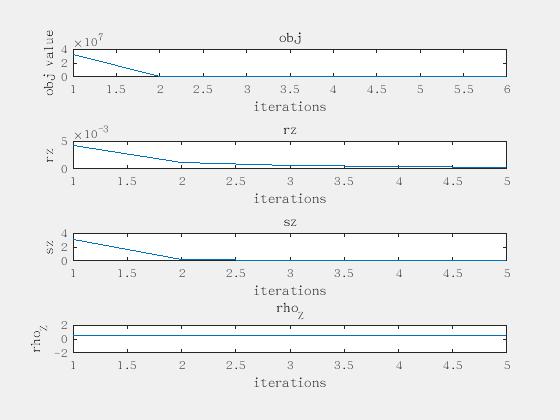 obj
×10^7
obj value
4
2
0
1 1.5 2 2.5 3 3.5 4 4.5 5 5.5 6
iterations
rz
×10^-3
rz
5
0
1 1.5 2 2.5 3 3.5 4 4.5 5
iterations
sz
sz
4
2
0
1 1.5 2 2.5 3 3.5 4 4.5 5
iterations
rho_z
rho_z
2
0
-2
1 1.5 2 2.5 3 3.5 4 4.5 5
iterations